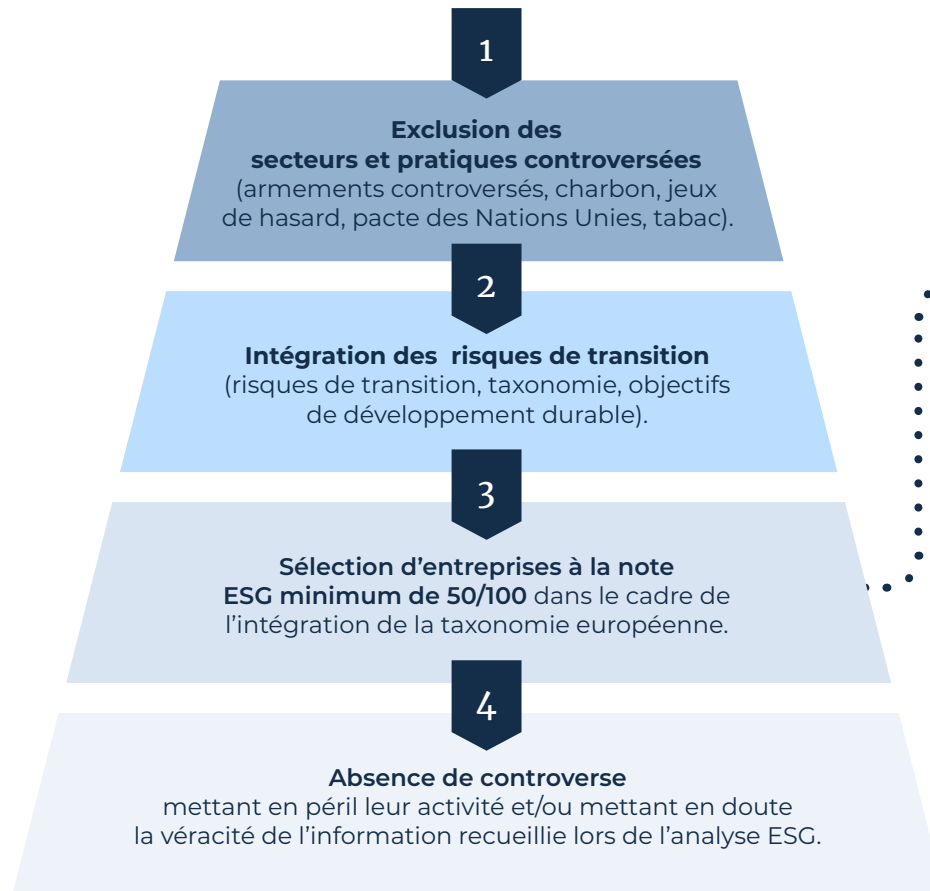 1
Exclusion des
secteurs et pratiques controversées
(armements controversés, charbon, jeux
de hasard, pacte des Nations Unies, tabac).
2
Intégration des  risques de transition
(risques de transition, taxonomie, objectifs
de développement durable).
3
Sélection d’entreprises à la note
ESG minimum de 50/100 dans le cadre de
l’intégration de la taxonomie européenne.
4
Absence de controverse
mettant en péril leur activité et/ou mettant en doute
la véracité de l’information recueillie lors de l’analyse ESG.